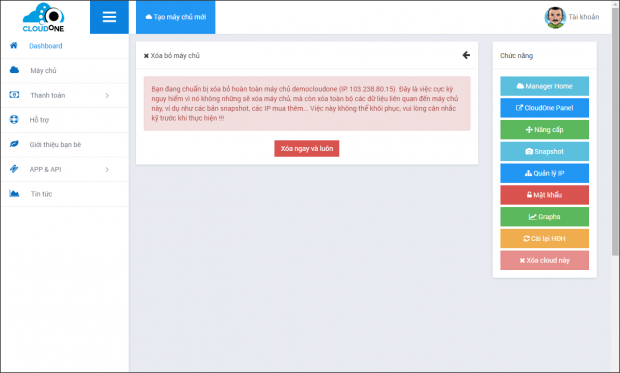 CLOUDONE
Tạo máy chủ mới
Tài khoản
Dashboard
Máy chủ
Thanh toán
Hỗ trợ
Giới thiệu bạn bè
APP & API
Tin tức
Xóa bỏ máy chủ
Bạn đang chuẩn bị xóa bỏ hoàn toàn máy chủ democloudone (IP: 103.238.80.15). Đây là việc cực kỳ
nguy hiểm vì nó không những sẽ xóa máy chủ, mà còn xóa toàn bộ các dữ liệu liên quan đến máy chủ
này, ví dụ như các bản snapshot, các IP mua thêm... Việc này không thể khôi phục, vui lòng cân nhắc
kỹ trước khi thực hiện !!!
Xóa ngay và luôn
Chức năng
Manager Home
CloudOne Panel
Nâng cấp
Snapshot
Quản lý IP
Mật khẩu
Graphs
Cài lại HĐH
Xóa cloud này